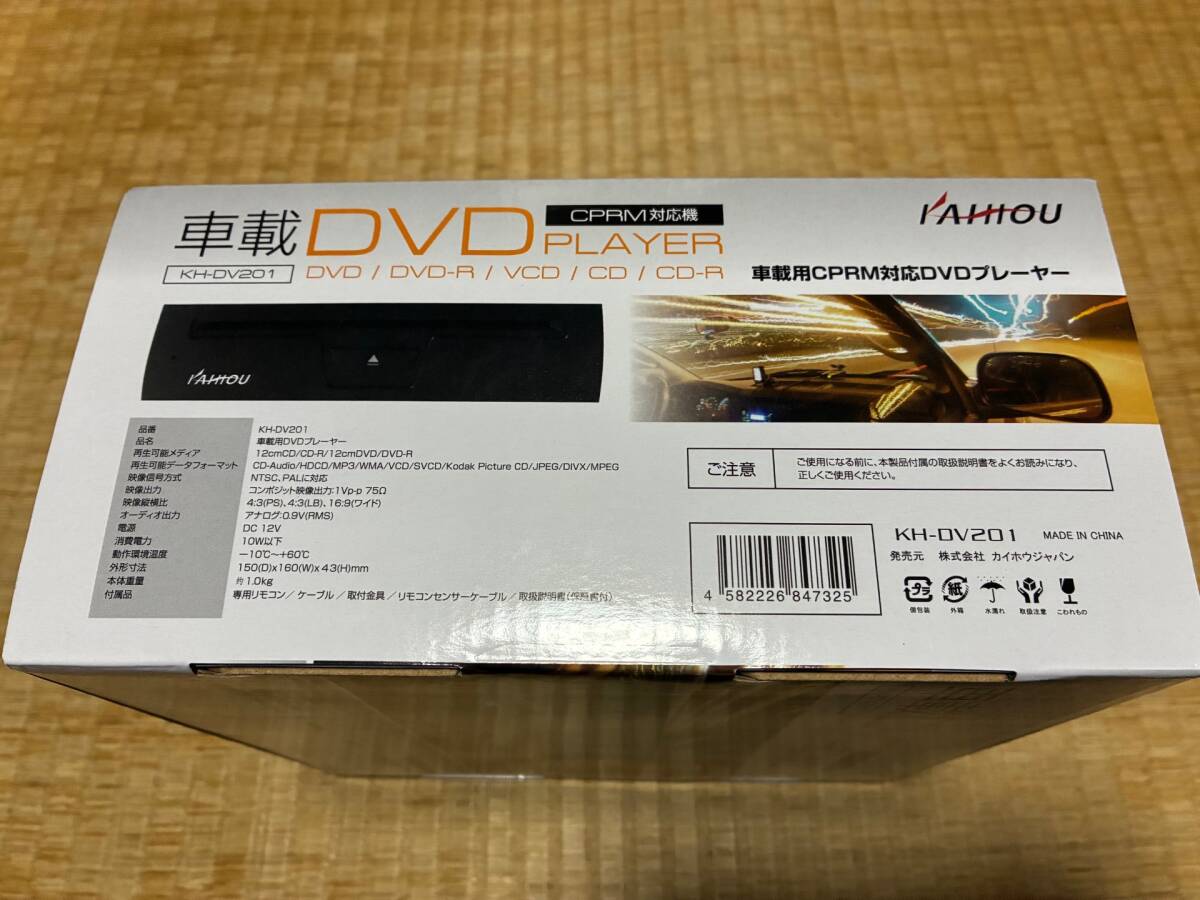 車載DVD PLAYER
CPRM対応機
KAIHOU
KH-DV201
DVD / DVD-R / VCD / CD / CD-R
車載用CPRM対応DVDプレーヤー
KAIHOU
品番 KH-DV201
品名 車載用DVDプレーヤー
再生可能メディア 12cmCD/CD-R/12cmDVD/DVD-R
再生可能データフォーマット CD-Audio/HDCD/MP3/WMA/VCD/SVCD/Kodak Picture CD/JPEG/DIVX/MPEG
映像信号方式 NTSC、PALに対応
映像出力 コンポジット映像出力:1Vp-p 75Ω
映像縦横比 4:3(PS)、4:3(LB)、16:9(ワイド)
オーディオ出力 アナログ:0.9V(RMS)
電源 DC 12V
消費電力 10W以下
動作環境温度 −10℃〜+60℃
外形寸法 150(D)x160(W)x 43(H)mm
本体重量 約1.0kg
付属品 専用リモコン／ケーブル／取付金具／リモコンセンサーケーブル／取扱説明書(保証書付)
ご注意
ご使用になる前に、本製品付属の取扱説明書をよくお読みになり、
正しくご使用ください。
4 582226 847325
KH-DV201 MADE IN CHINA
発売元 株式会社 カイホウジャパン
プラ
紙
個包装 外箱 水濡れ 取扱注意 こわれもの